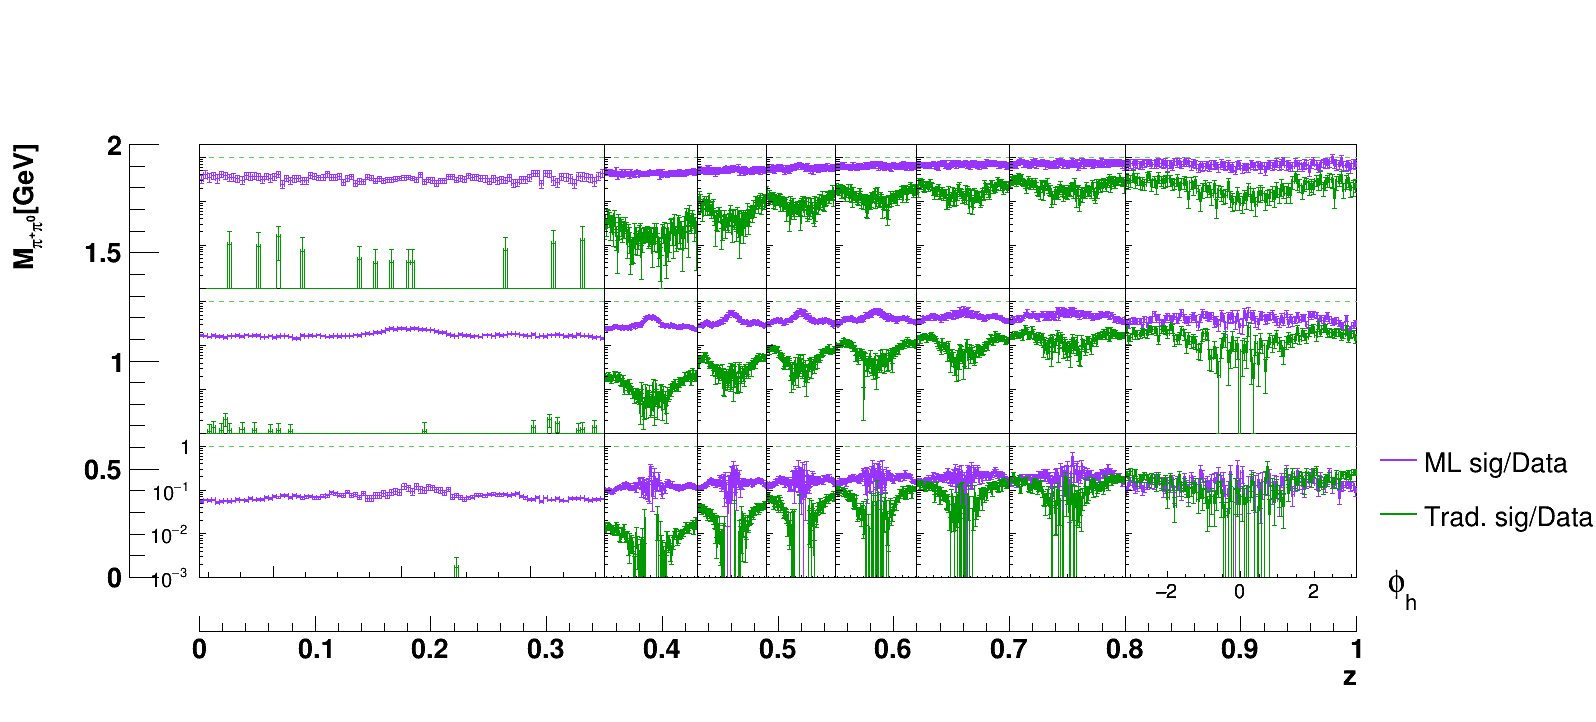 M π⁺π⁰ [GeV]
2
1.5
1
0.5
0
1
10⁻¹
10⁻²
10⁻³
−2 0 2
ϕh
0 0.1 0.2 0.3 0.4 0.5 0.6 0.7 0.8 0.9 1
z
ML sig/Data
Trad. sig/Data